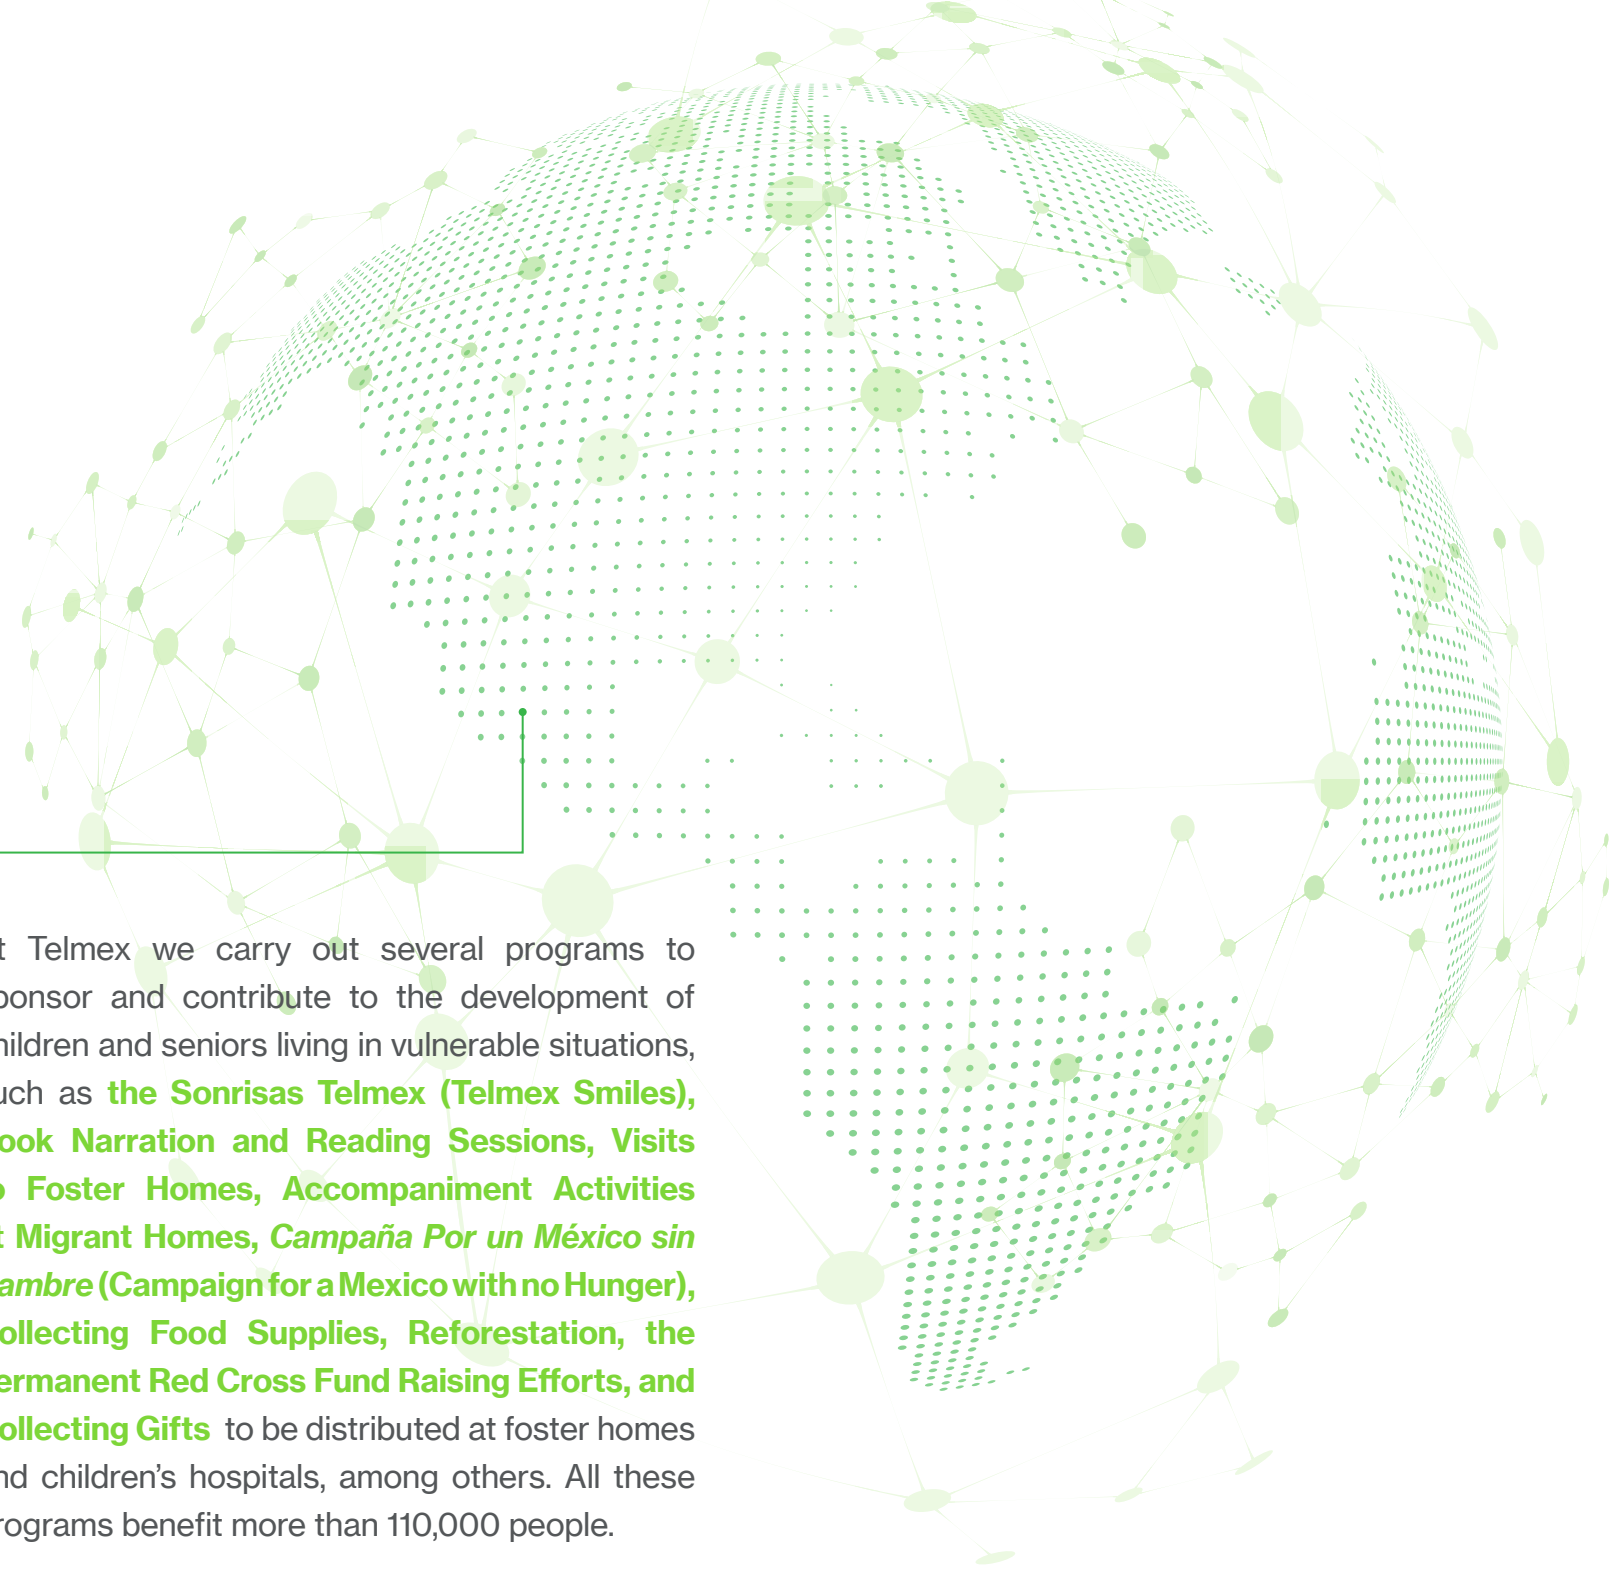 t Telmex we carry out several programs to
ponsor and contribute to the development of
hildren and seniors living in vulnerable situations,
uch as the Sonrisas Telmex (Telmex Smiles),
ook Narration and Reading Sessions, Visits
o Foster Homes, Accompaniment Activities
t Migrant Homes, Campaña Por un México sin
ambre (Campaign for a Mexico with no Hunger),
ollecting Food Supplies, Reforestation, the
ermanent Red Cross Fund Raising Efforts, and
ollecting Gifts to be distributed at foster homes
nd children’s hospitals, among others. All these
rograms benefit more than 110,000 people.